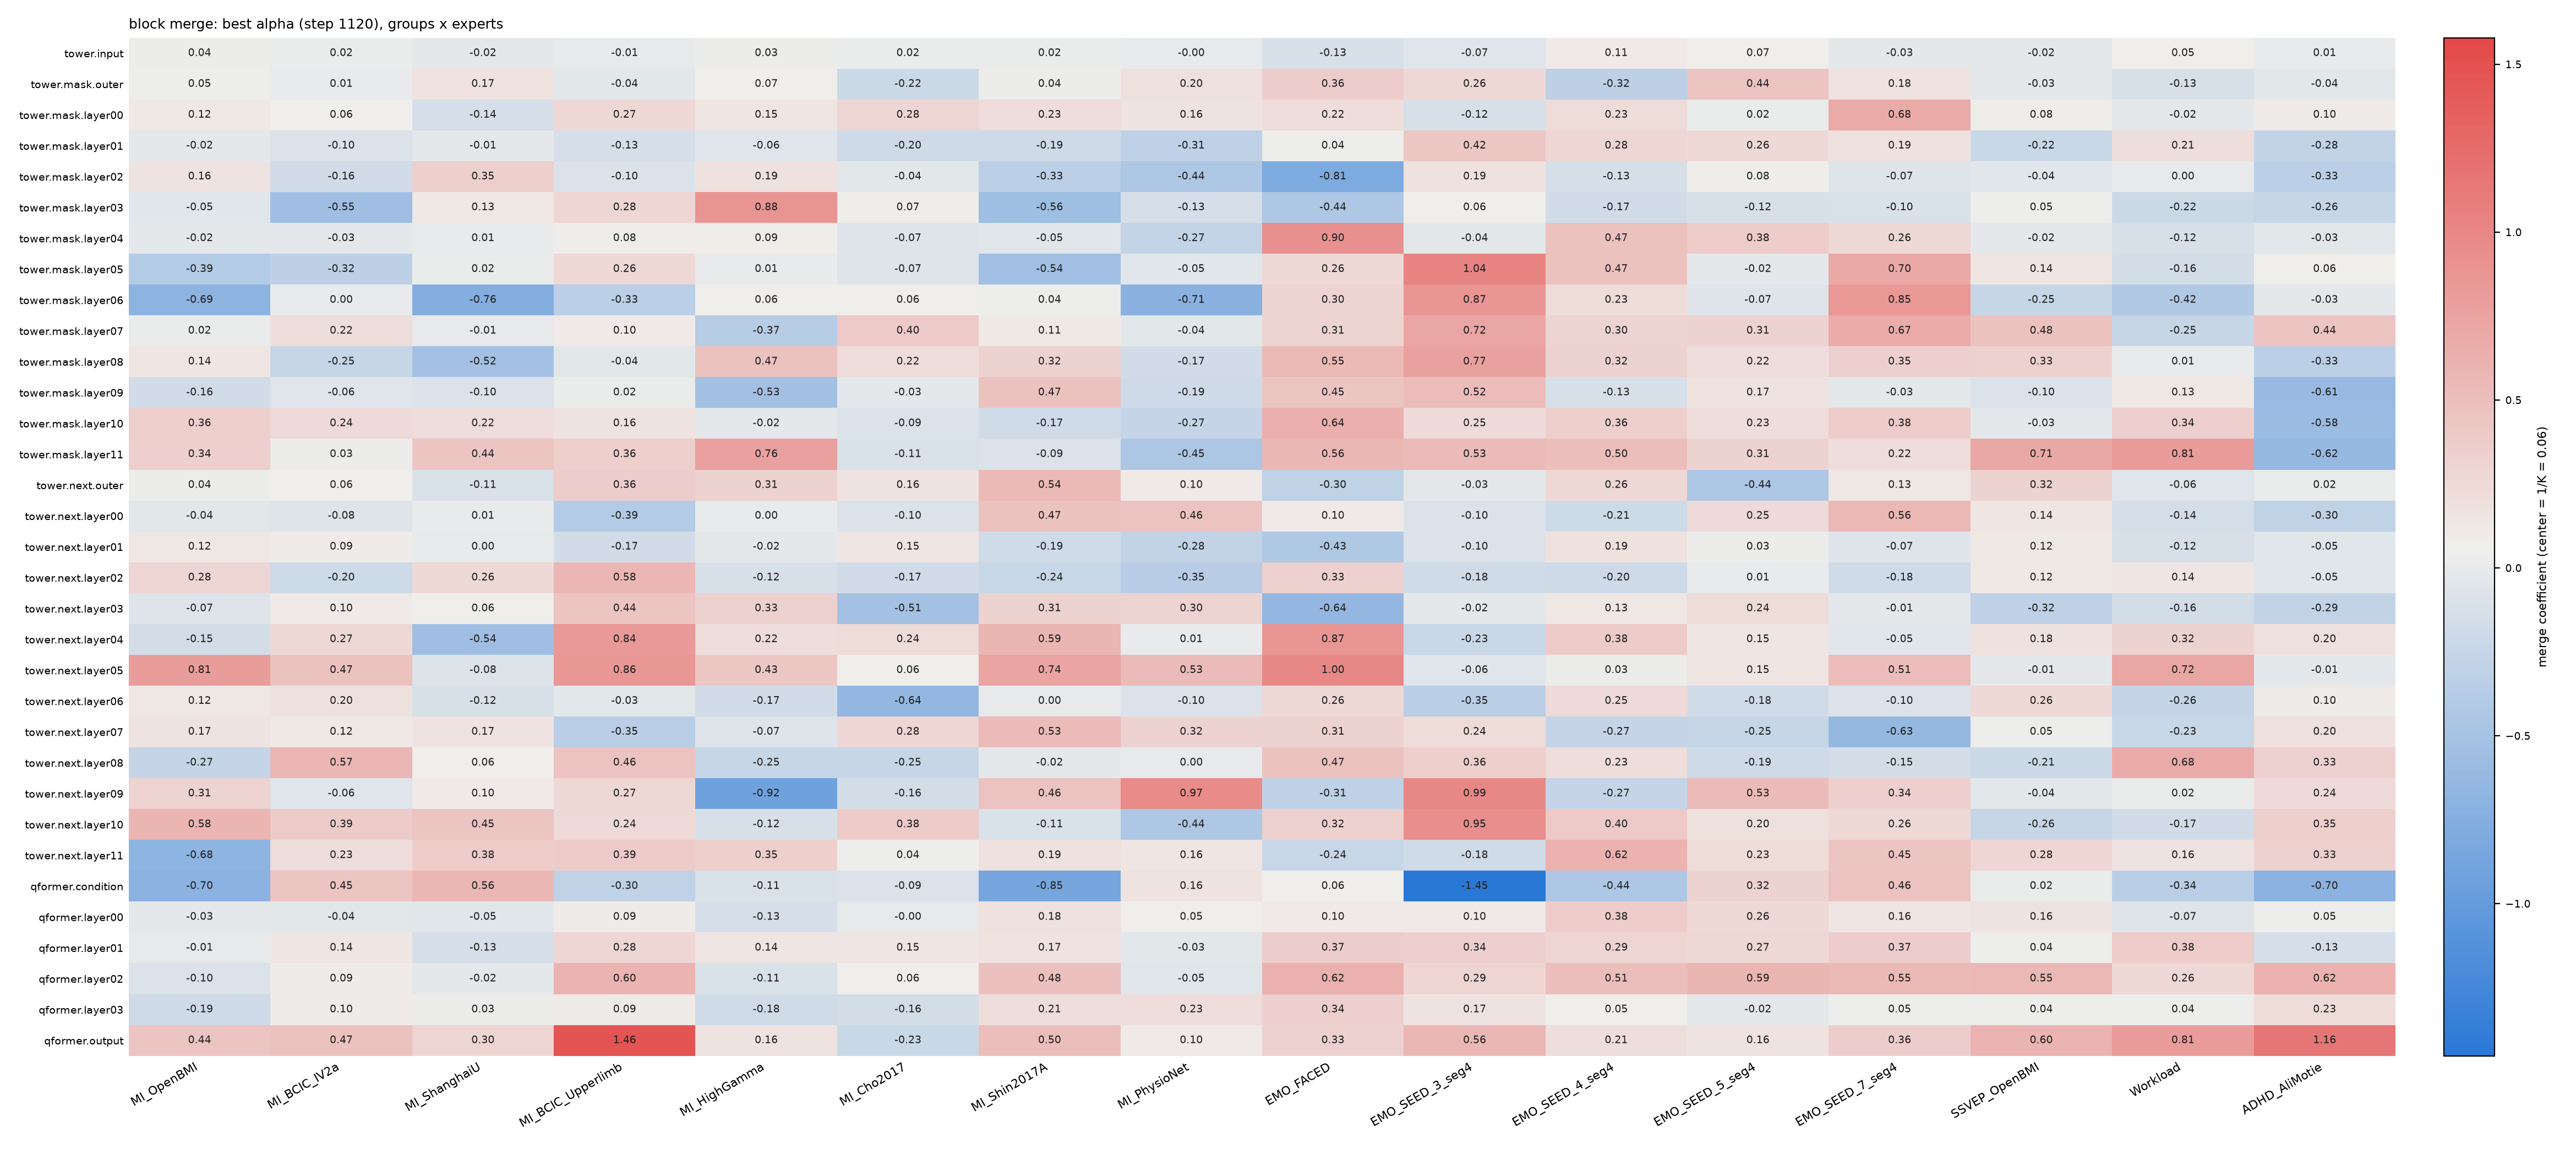 block merge: best alpha (step 1120), groups x experts
tower.input 0.04 0.02 -0.02 -0.01 0.03 0.02 0.02 -0.00 -0.13 -0.07 0.11 0.07 -0.03 -0.02 0.05 0.01
tower.mask.outer 0.05 0.01 0.17 -0.04 0.07 -0.22 0.04 0.20 0.36 0.26 -0.32 0.44 0.18 -0.03 -0.13 -0.04
tower.mask.layer00 0.12 0.06 -0.14 0.27 0.15 0.28 0.23 0.16 0.22 -0.12 0.23 0.02 0.68 0.08 -0.02 0.10
tower.mask.layer01 -0.02 -0.10 -0.01 -0.13 -0.06 -0.20 -0.19 -0.31 0.04 0.42 0.28 0.26 0.19 -0.22 0.21 -0.28
tower.mask.layer02 0.16 -0.16 0.35 -0.10 0.19 -0.04 -0.33 -0.44 -0.81 0.19 -0.13 0.08 -0.07 -0.04 0.00 -0.33
tower.mask.layer03 -0.05 -0.55 0.13 0.28 0.88 0.07 -0.56 -0.13 -0.44 0.06 -0.17 -0.12 -0.10 0.05 -0.22 -0.26
tower.mask.layer04 -0.02 -0.03 0.01 0.08 0.09 -0.07 -0.05 -0.27 0.90 -0.04 0.47 0.38 0.26 -0.02 -0.12 -0.03
tower.mask.layer05 -0.39 -0.32 0.02 0.26 0.01 -0.07 -0.54 -0.05 0.26 1.04 0.47 -0.02 0.70 0.14 -0.16 0.06
tower.mask.layer06 -0.69 0.00 -0.76 -0.33 0.06 0.06 0.04 -0.71 0.30 0.87 0.23 -0.07 0.85 -0.25 -0.42 -0.03
tower.mask.layer07 0.02 0.22 -0.01 0.10 -0.37 0.40 0.11 -0.04 0.31 0.72 0.30 0.31 0.67 0.48 -0.25 0.44
tower.mask.layer08 0.14 -0.25 -0.52 -0.04 0.47 0.22 0.32 -0.17 0.55 0.77 0.32 0.22 0.35 0.33 0.01 -0.33
tower.mask.layer09 -0.16 -0.06 -0.10 0.02 -0.53 -0.03 0.47 -0.19 0.45 0.52 -0.13 0.17 -0.03 -0.10 0.13 -0.61
tower.mask.layer10 0.36 0.24 0.22 0.16 -0.02 -0.09 -0.17 -0.27 0.64 0.25 0.36 0.23 0.38 -0.03 0.34 -0.58
tower.mask.layer11 0.34 0.03 0.44 0.36 0.76 -0.11 -0.09 -0.45 0.56 0.53 0.50 0.31 0.22 0.71 0.81 -0.62
tower.next.outer 0.04 0.06 -0.11 0.36 0.31 0.16 0.54 0.10 -0.30 -0.03 0.26 -0.44 0.13 0.32 -0.06 0.02
tower.next.layer00 -0.04 -0.08 0.01 -0.39 0.00 -0.10 0.47 0.46 0.10 -0.10 -0.21 0.25 0.56 0.14 -0.14 -0.30
tower.next.layer01 0.12 0.09 0.00 -0.17 -0.02 0.15 -0.19 -0.28 -0.43 -0.10 0.19 0.03 -0.07 0.12 -0.12 -0.05
tower.next.layer02 0.28 -0.20 0.26 0.58 -0.12 -0.17 -0.24 -0.35 0.33 -0.18 -0.20 0.01 -0.18 0.12 0.14 -0.05
tower.next.layer03 -0.07 0.10 0.06 0.44 0.33 -0.51 0.31 0.30 -0.64 -0.02 0.13 0.24 -0.01 -0.32 -0.16 -0.29
tower.next.layer04 -0.15 0.27 -0.54 0.84 0.22 0.24 0.59 0.01 0.87 -0.23 0.38 0.15 -0.05 0.18 0.32 0.20
tower.next.layer05 0.81 0.47 -0.08 0.86 0.43 0.06 0.74 0.53 1.00 -0.06 0.03 0.15 0.51 -0.01 0.72 -0.01
tower.next.layer06 0.12 0.20 -0.12 -0.03 -0.17 -0.64 0.00 -0.10 0.26 -0.35 0.25 -0.18 -0.10 0.26 -0.26 0.10
tower.next.layer07 0.17 0.12 0.17 -0.35 -0.07 0.28 0.53 0.32 0.31 0.24 -0.27 -0.25 -0.63 0.05 -0.23 0.20
tower.next.layer08 -0.27 0.57 0.06 0.46 -0.25 -0.25 -0.02 0.00 0.47 0.36 0.23 -0.19 -0.15 -0.21 0.68 0.33
tower.next.layer09 0.31 -0.06 0.10 0.27 -0.92 -0.16 0.46 0.97 -0.31 0.99 -0.27 0.53 0.34 -0.04 0.02 0.24
tower.next.layer10 0.58 0.39 0.45 0.24 -0.12 0.38 -0.11 -0.44 0.32 0.95 0.40 0.20 0.26 -0.26 -0.17 0.35
tower.next.layer11 -0.68 0.23 0.38 0.39 0.35 0.04 0.19 0.16 -0.24 -0.18 0.62 0.23 0.45 0.28 0.16 0.33
qformer.condition -0.70 0.45 0.56 -0.30 -0.11 -0.09 -0.85 0.16 0.06 -1.45 -0.44 0.32 0.46 0.02 -0.34 -0.70
qformer.layer00 -0.03 -0.04 -0.05 0.09 -0.13 -0.00 0.18 0.05 0.10 0.10 0.38 0.26 0.16 0.16 -0.07 0.05
qformer.layer01 -0.01 0.14 -0.13 0.28 0.14 0.15 0.17 -0.03 0.37 0.34 0.29 0.27 0.37 0.04 0.38 -0.13
qformer.layer02 -0.10 0.09 -0.02 0.60 -0.11 0.06 0.48 -0.05 0.62 0.29 0.51 0.59 0.55 0.55 0.26 0.62
qformer.layer03 -0.19 0.10 0.03 0.09 -0.18 -0.16 0.21 0.23 0.34 0.17 0.05 -0.02 0.05 0.04 0.04 0.23
qformer.output 0.44 0.47 0.30 1.46 0.16 -0.23 0.50 0.10 0.33 0.56 0.21 0.16 0.36 0.60 0.81 1.16
MI_OpenBMI MI_BCIC_IV2a MI_ShanghaiU MI_BCIC_Upperlimb MI_HighGamma MI_Cho2017 MI_Shin2017A MI_PhysioNet EMO_FACED EMO_SEED_3_seg4 EMO_SEED_4_seg4 EMO_SEED_5_seg4 EMO_SEED_7_seg4 SSVEP_OpenBMI Workload ADHD_AliMotie
1.5
1.0
0.5
0.0
−0.5
−1.0
merge coefficient (center = 1/K = 0.06)